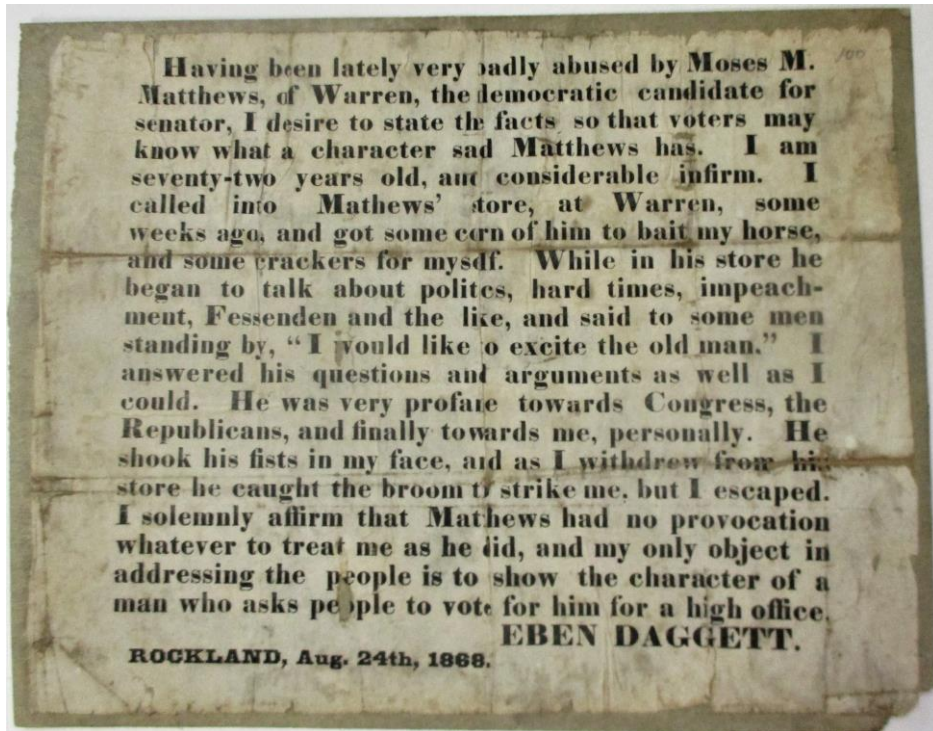 Having been lately very badly abused by Moses M.
Matthews, of Warren, the democratic candidate for
senator, I desire to state the facts so that voters may
know what a character sad Matthews has. I am
seventy-two years old, and considerable infirm. I
called into Mathews' store, at Warren, some
weeks ago, and got some corn of him to bait my horse,
and some crackers for myself. While in his store he
began to talk about politcs, hard times, impeach-
ment, Fessenden and the like, and said to some men
standing by, "I would like to excite the old man." I
answered his questions and arguments as well as I
could. He was very profane towards Congress, the
Republicans, and finally towards me, personally. He
shook his fists in my face, and as I withdrew from his
store he caught the broom to strike me, but I escaped.
I solemnly affirm that Mathews had no provocation
whatever to treat me as he did, and my only object in
addressing the people is to show the character of a
man who asks people to vote for him for a high office.
EBEN DAGGETT.
ROCKLAND, Aug. 24th, 1868.
100